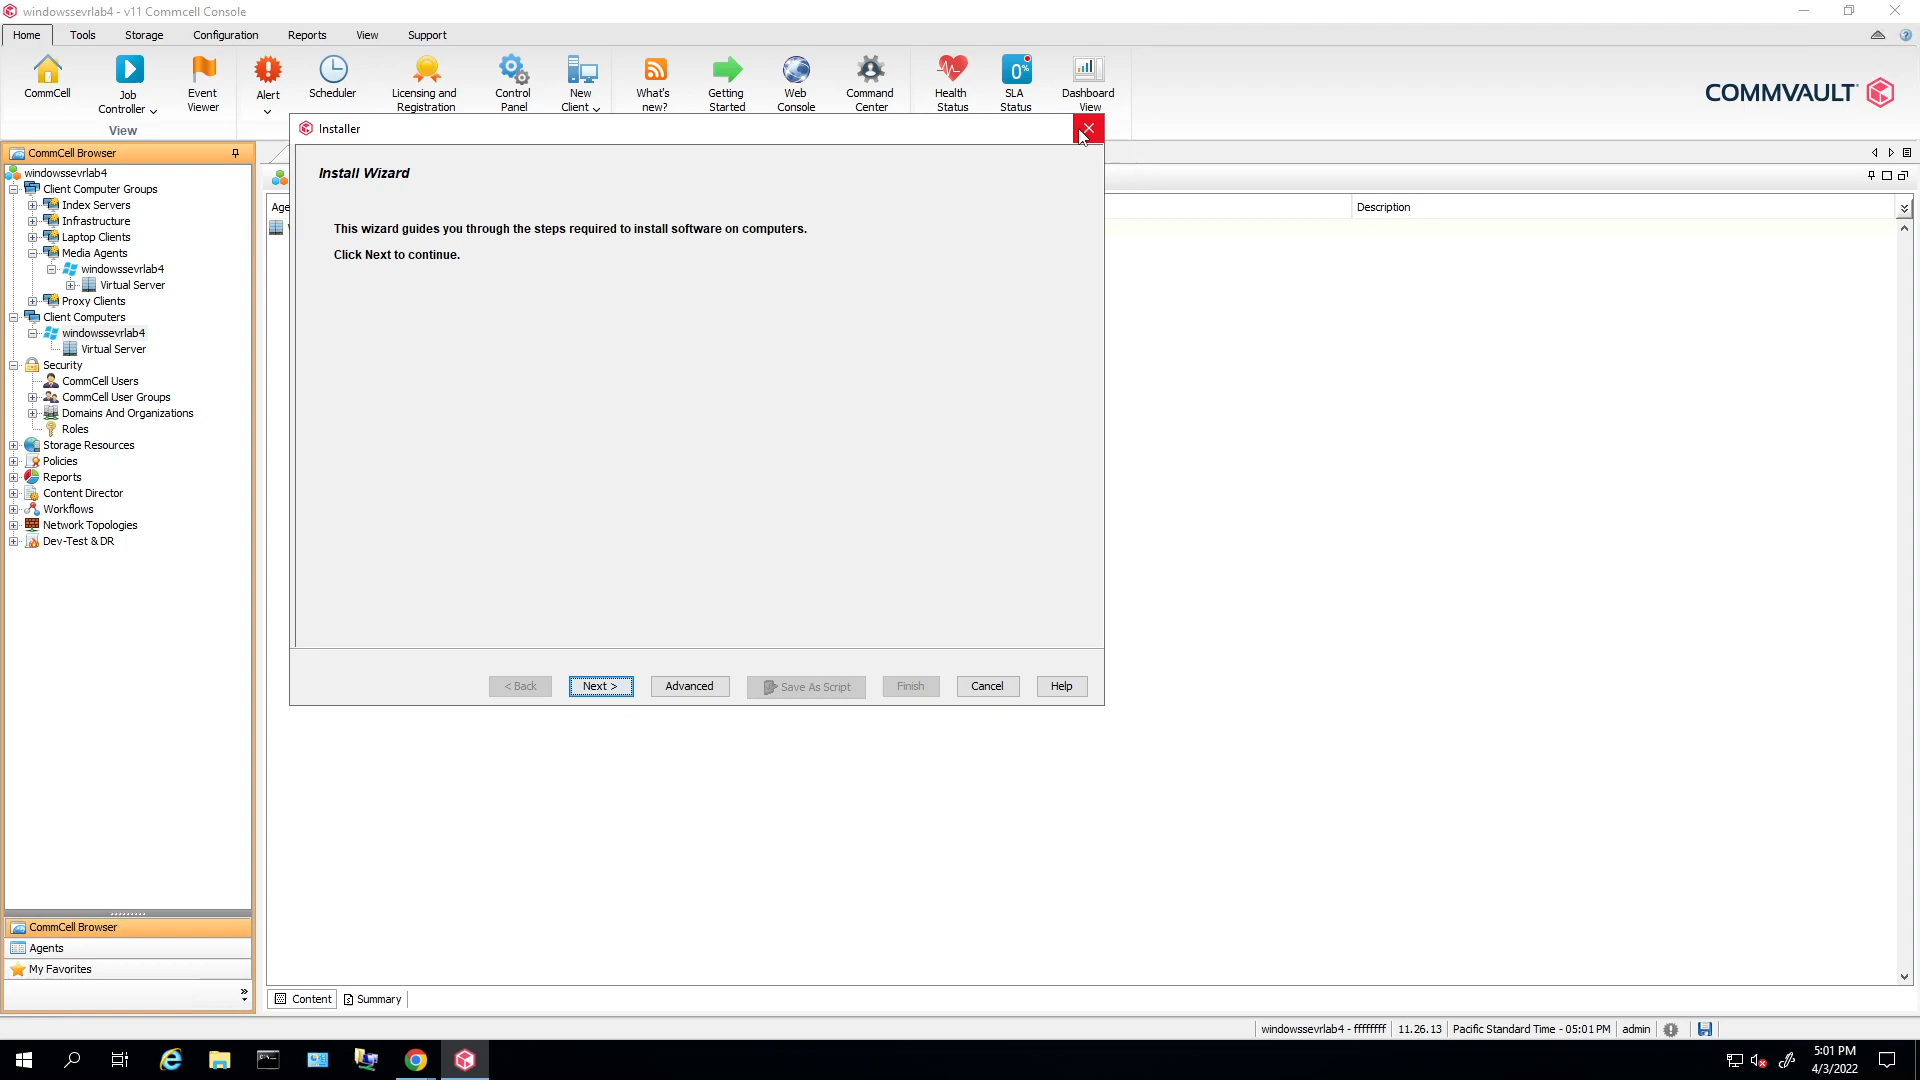 windowssevrlab4 - v11 Commcell Console
Home Tools Storage Configuration Reports View Support
CommCell
Job Controller
Event Viewer
Alert
Scheduler
Licensing and Registration
Control Panel
New Client
What's new?
Getting Started
Web Console
Command Center
Health Status
0%
SLA Status
Dashboard View
COMMVAULT
View
CommCell Browser
windowssevrlab4
Client Computer Groups
Index Servers
Infrastructure
Laptop Clients
Media Agents
windowssevrlab4
Virtual Server
Proxy Clients
Client Computers
windowssevrlab4
Virtual Server
Security
CommCell Users
CommCell User Groups
Domains And Organizations
Roles
Storage Resources
Policies
Reports
Content Director
Workflows
Network Topologies
Dev-Test & DR
CommCell Browser
Agents
My Favorites
Age
Description
Installer
Install Wizard
This wizard guides you through the steps required to install software on computers.
Click Next to continue.
< Back Next > Advanced Save As Script Finish Cancel Help
Content Summary
windowssevrlab4 - ffffffff 11.26.13 Pacific Standard Time - 05:01 PM admin
5:01 PM
4/3/2022